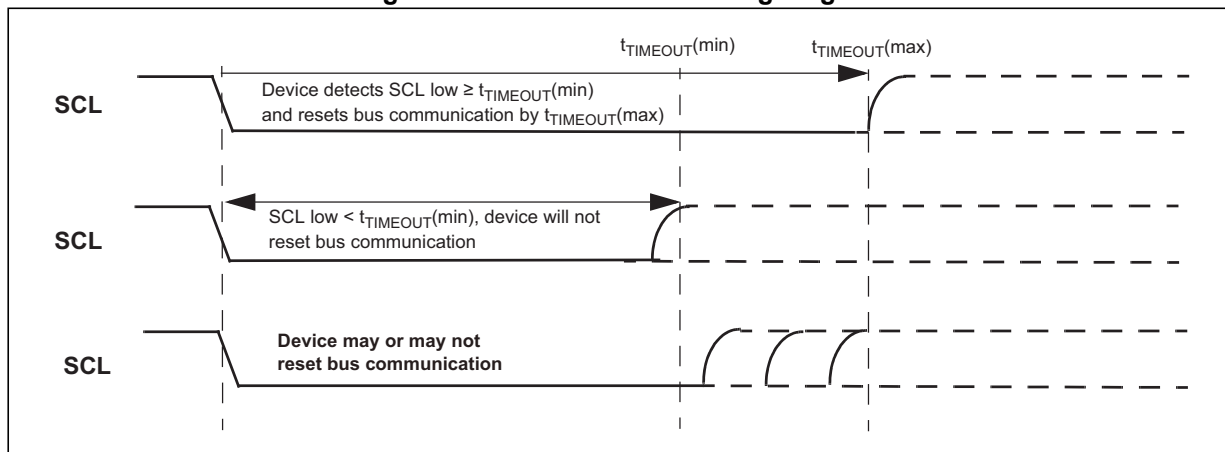 tTIMEOUT(min) tTIMEOUT(max)
SCL
Device detects SCL low ≥ tTIMEOUT(min)
and resets bus communication by tTIMEOUT(max)
SCL
SCL low < tTIMEOUT(min), device will not
reset bus communication
SCL
Device may or may not
reset bus communication